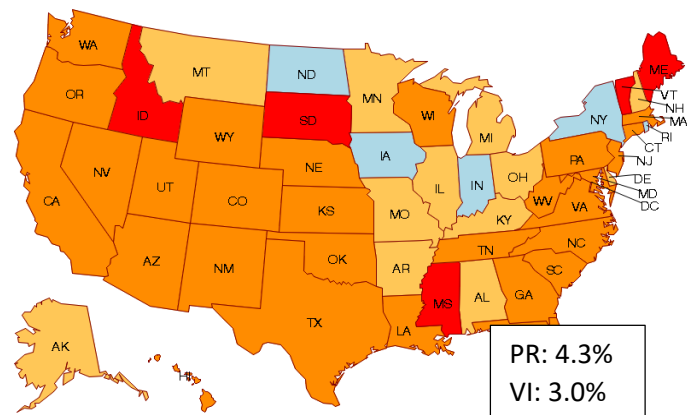 WA
ME
MT
ND
VT
MN
NH
OR
ID
SD
WI
NY
MA
WY
MI
RI
CT
IA
PA
NJ
NE
NV
OH
DE
IL
IN
UT
MD
CO
WV
CA
VA
DC
KS
MO
KY
NC
TN
OK
AZ
NM
AR
SC
MS
AL
GA
TX
LA
AK
HI
PR: 4.3%
VI: 3.0%